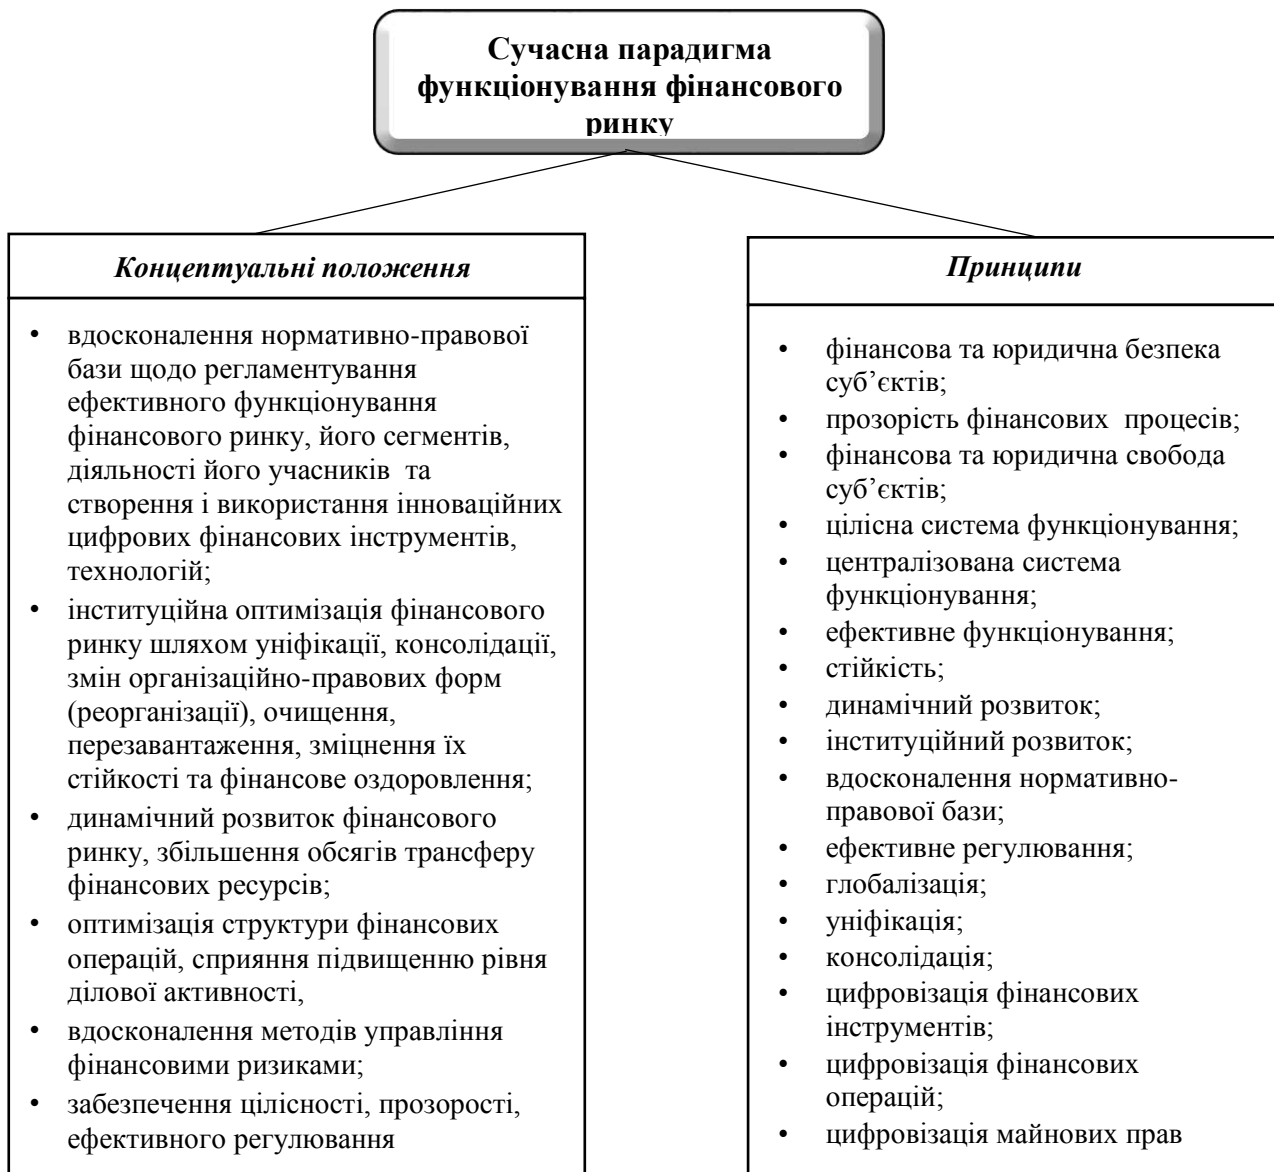 Сучасна парадигма
функціонування фінансового
ринку
Концептуальні положення
• вдосконалення нормативно-правової
бази щодо регламентування
ефективного функціонування
фінансового ринку, його сегментів,
діяльності його учасників та
створення і використання інноваційних
цифрових фінансових інструментів,
технологій;
• інституційна оптимізація фінансового
ринку шляхом уніфікації, консолідації,
змін організаційно-правових форм
(реорганізації), очищення,
перезавантаження, зміцнення їх
стійкості та фінансове оздоровлення;
• динамічний розвиток фінансового
ринку, збільшення обсягів трансферу
фінансових ресурсів;
• оптимізація структури фінансових
операцій, сприяння підвищенню рівня
ділової активності,
• вдосконалення методів управління
фінансовими ризиками;
• забезпечення цілісності, прозорості,
ефективного регулювання
Принципи
• фінансова та юридична безпека
суб’єктів;
• прозорість фінансових процесів;
• фінансова та юридична свобода
суб’єктів;
• цілісна система функціонування;
• централізована система
функціонування;
• ефективне функціонування;
• стійкість;
• динамічний розвиток;
• інституційний розвиток;
• вдосконалення нормативно-
правової бази;
• ефективне регулювання;
• глобалізація;
• уніфікація;
• консолідація;
• цифровізація фінансових
інструментів;
• цифровізація фінансових
операцій;
• цифровізація майнових прав